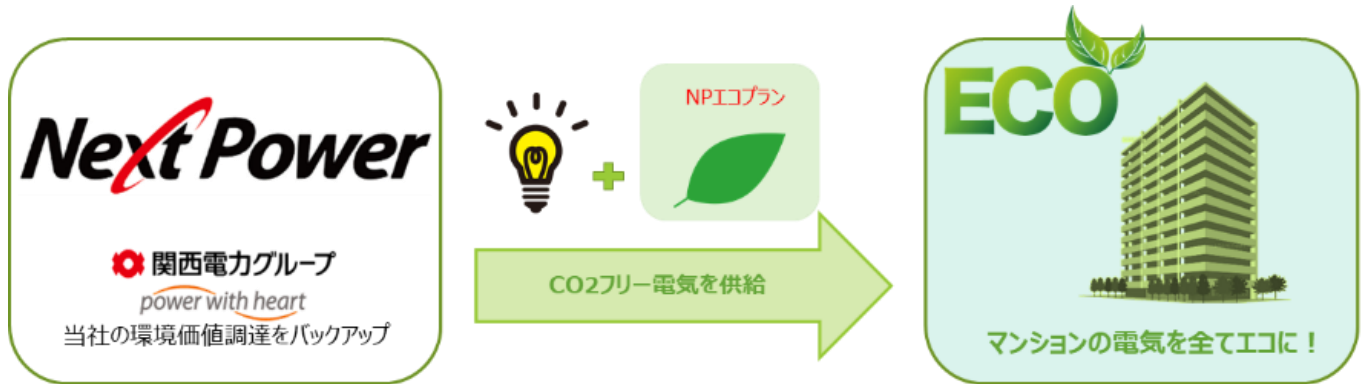 Next Power
関西電力グループ
power with heart
当社の環境価値調達をバックアップ
NPエコプラン
CO2フリー電気を供給
ECO
マンションの電気を全てエコに！